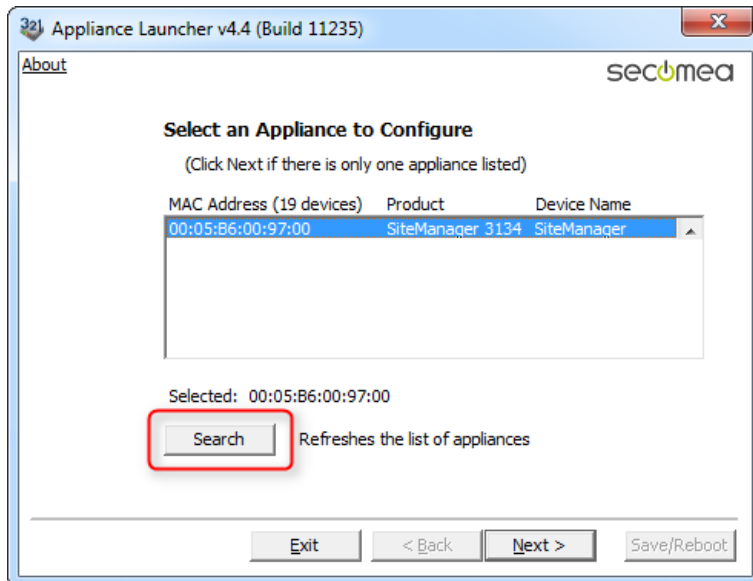 Appliance Launcher v4.4 (Build 11235)
About
secomea
Select an Appliance to Configure
(Click Next if there is only one appliance listed)
MAC Address (19 devices) Product Device Name
00:05:B6:00:97:00 SiteManager 3134 SiteManager
Selected: 00:05:B6:00:97:00
Search Refreshes the list of appliances
Exit < Back Next > Save/Reboot